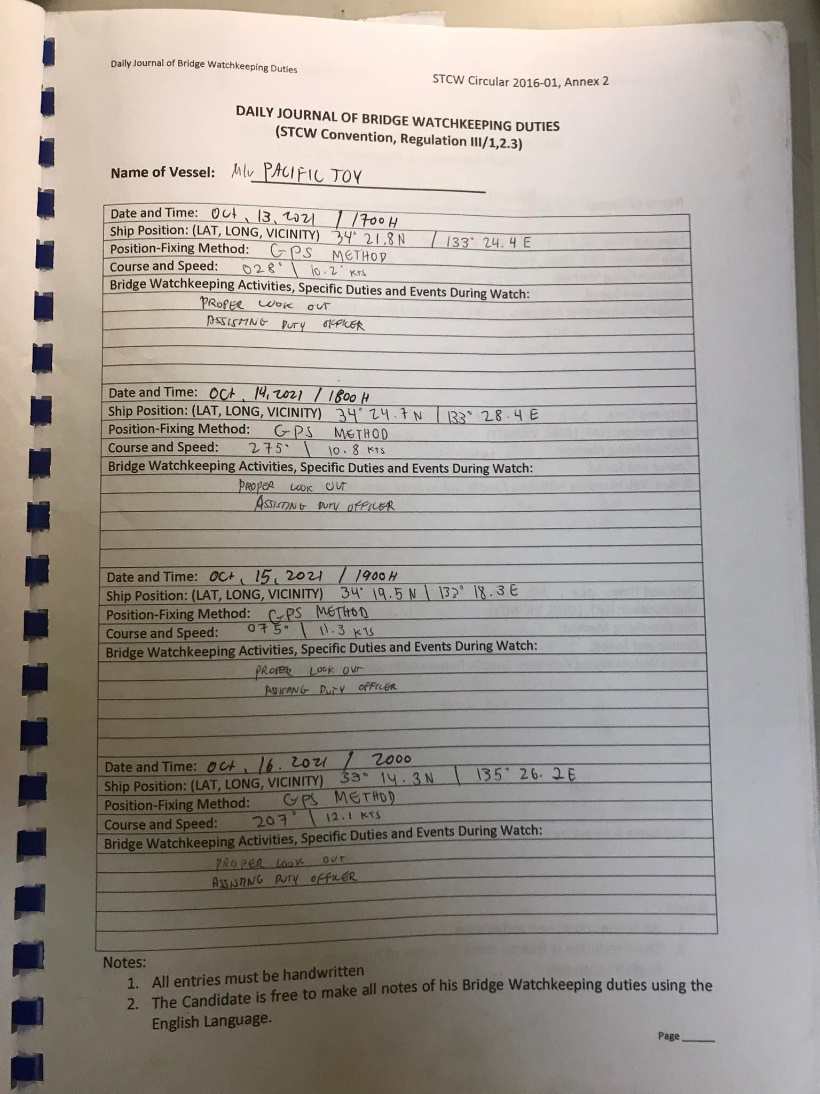 Daily Journal of Bridge Watchkeeping Duties
STCW Circular 2016-01, Annex 2
DAILY JOURNAL OF BRIDGE WATCHKEEPING DUTIES
(STCW Convention, Regulation III/1,2.3)
Name of Vessel: M/V PACIFIC JOY
Date and Time: Oct, 13, 2021 / 1700H
Ship Position: (LAT, LONG, VICINITY) 34° 21.8 N / 133° 24.4 E
Position-Fixing Method: GPS METHOD
Course and Speed: 028° \ 10.2 KTS
Bridge Watchkeeping Activities, Specific Duties and Events During Watch:
PROPER LOOK OUT
ASSISTING DUTY OFFICER
Date and Time: Oct, 14, 2021 / 1800 H
Ship Position: (LAT, LONG, VICINITY) 34° 24.7 N | 133° 28.4 E
Position-Fixing Method: GPS METHOD
Course and Speed: 275° \ 10.8 KTS
Bridge Watchkeeping Activities, Specific Duties and Events During Watch:
PROPER LOOK OUT
ASSISTING DUTY OFFICER
Date and Time: Oct, 15, 2021 / 1900H
Ship Position: (LAT, LONG, VICINITY) 34° 19.5 N \ 18.3 E
Position-Fixing Method: GPS METHOD
Course and Speed: 075° \ 11.3 KTS
Bridge Watchkeeping Activities, Specific Duties and Events During Watch:
PROPER LOOK OUT
DUTY OFFICER
Date and Time: Oct, 16. 2021 / 2000
Ship Position: (LAT, LONG, VICINITY) 33° 14.3 N \ 135° 26.2 E
Position-Fixing Method: GPS METHOD
Course and Speed: 207° \ 12.1 KTS
Bridge Watchkeeping Activities, Specific Duties and Events During Watch:
PROPER LOOK OUT
ASSISTING DUTY OFFICER
Notes:
1. All entries must be handwritten
2. The Candidate is free to make all notes of his Bridge Watchkeeping duties using the
English Language.
Page